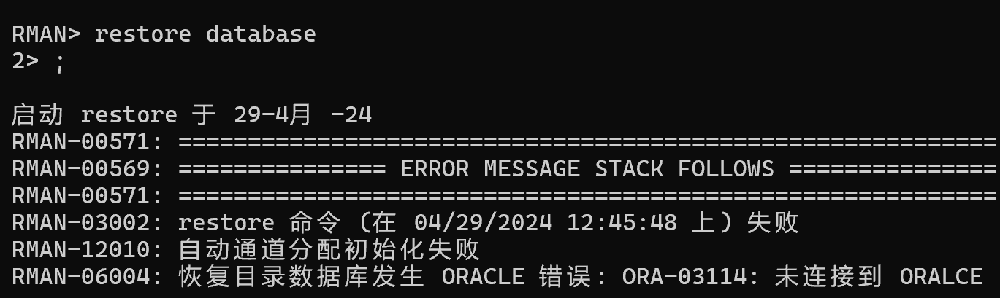 RMAN> restore database
2> ;
启动 restore 于 29-4月 -24
RMAN-00571: ===========================================================
RMAN-00569: =============== ERROR MESSAGE STACK FOLLOWS ===============
RMAN-00571: ===========================================================
RMAN-03002: restore 命令 (在 04/29/2024 12:45:48 上) 失败
RMAN-12010: 自动通道分配初始化失败
RMAN-06004: 恢复目录数据库发生 ORACLE 错误: ORA-03114: 未连接到 ORALCE